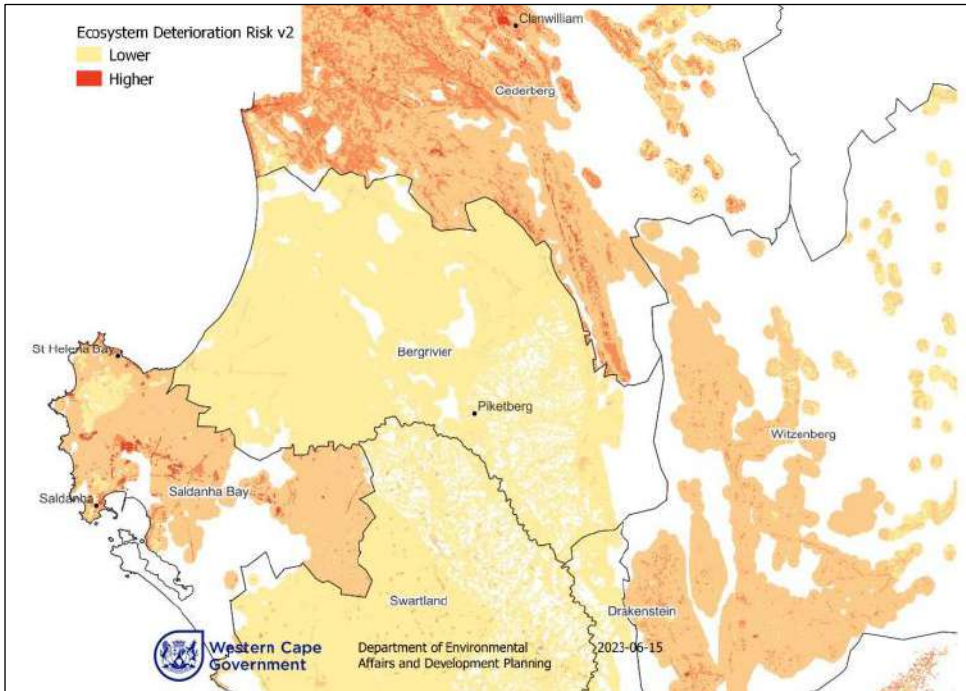 Ecosystem Deterioration Risk v2
Lower
Higher
Clanwilliam
Cederberg
St Helena Bay
Bergrivier
Piketberg
Witzenberg
Saldanha Bay
Saldanha
Swartland
Drakenstein
Western Cape
Government
Department of Environmental
Affairs and Development Planning
2023-06-15